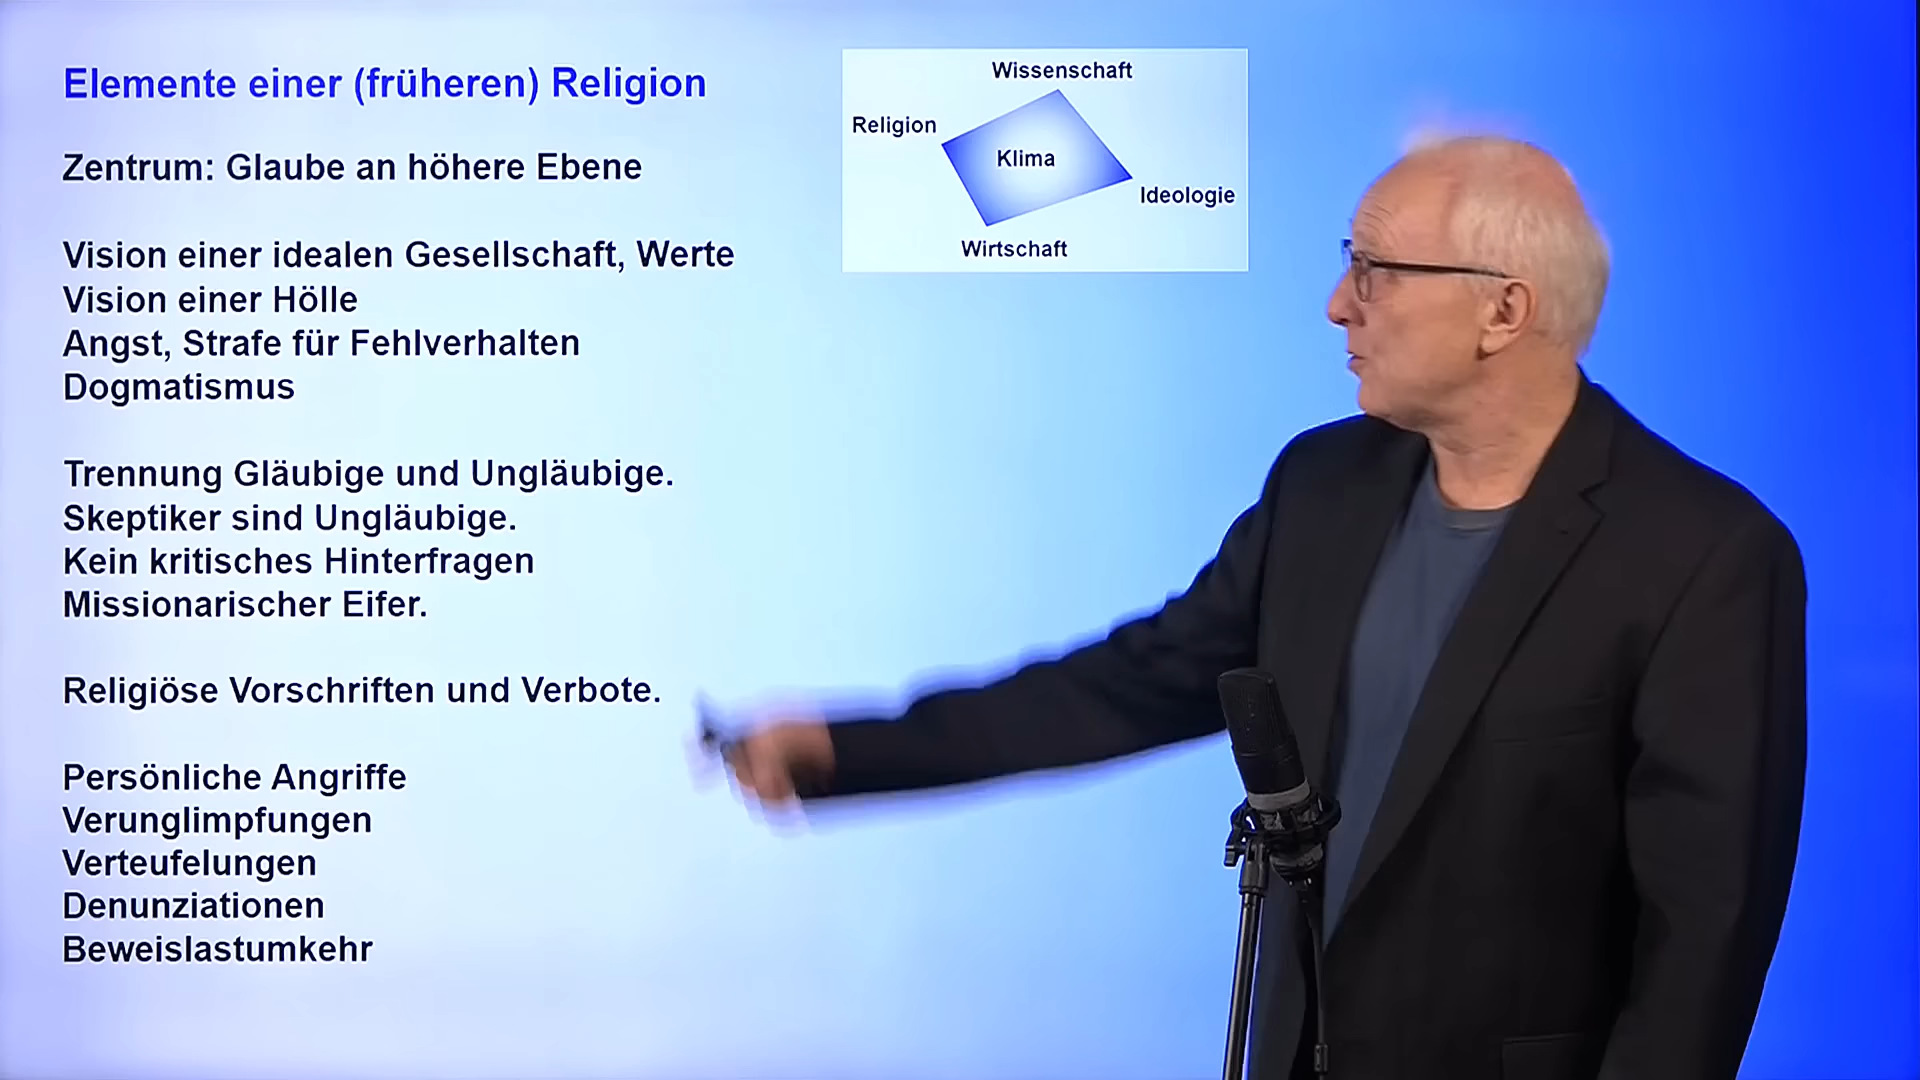 Elemente einer (früheren) Religion
Zentrum: Glaube an höhere Ebene
Vision einer idealen Gesellschaft, Werte
Vision einer Hölle
Angst, Strafe für Fehlverhalten
Dogmatismus
Trennung Gläubige und Ungläubige.
Skeptiker sind Ungläubige.
Kein kritisches Hinterfragen
Missionarischer Eifer.
Religiöse Vorschriften und Verbote.
Persönliche Angriffe
Verunglimpfungen
Verteufelungen
Denunziationen
Beweislastumkehr
Wissenschaft
Religion
Klima
Ideologie
Wirtschaft